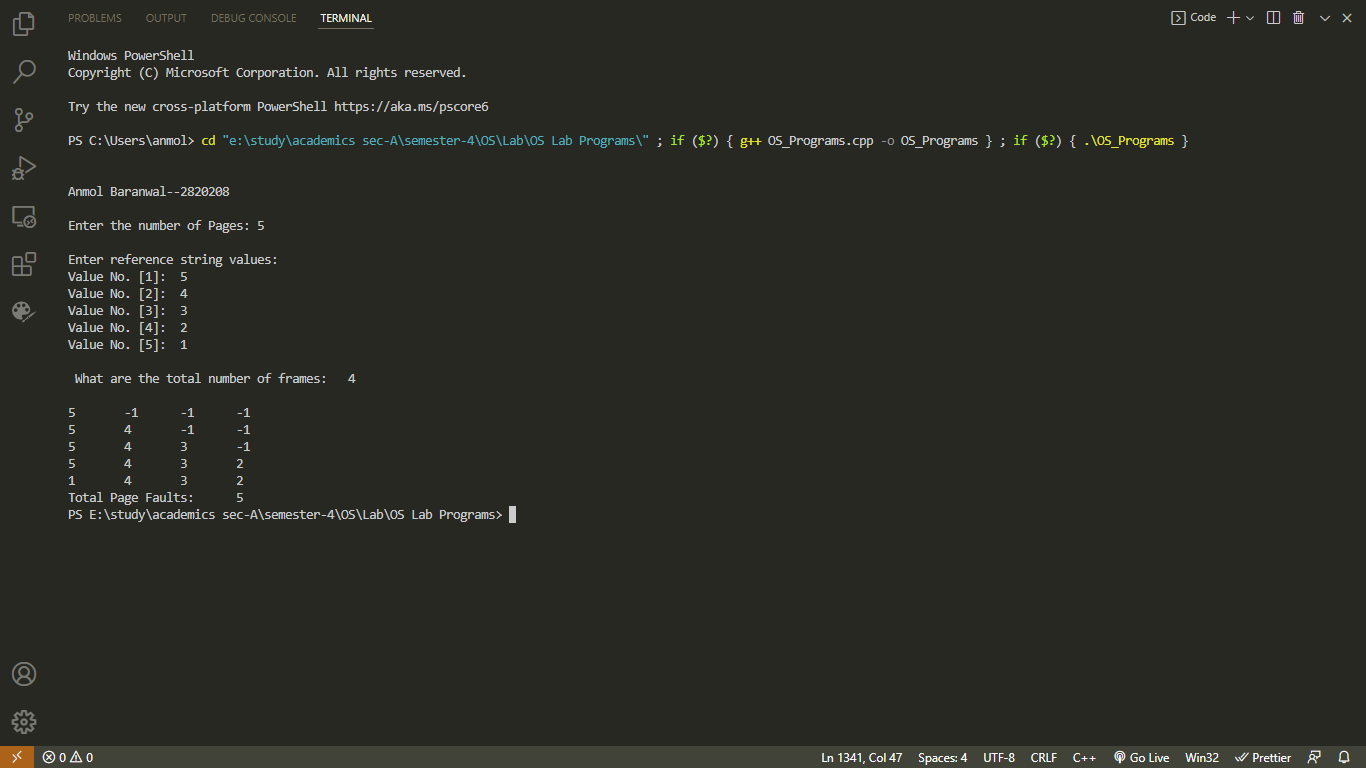 PROBLEMS OUTPUT DEBUG CONSOLE TERMINAL Code
Windows PowerShell
Copyright (C) Microsoft Corporation. All rights reserved.
Try the new cross-platform PowerShell https://aka.ms/pscore6
PS C:\Users\anmol> cd "e:\study\academics sec-A\semester-4\OS\Lab\OS Lab Programs\" ; if ($?) { g++ OS_Programs.cpp -o OS_Programs } ; if ($?) { .\OS_Programs }
Anmol Baranwal--2820208
Enter the number of Pages: 5
Enter reference string values:
Value No. [1]:  5
Value No. [2]:  4
Value No. [3]:  3
Value No. [4]:  2
Value No. [5]:  1
What are the total number of frames:   4
5       -1      -1      -1
5       4       -1      -1
5       4       3       -1
5       4       3       2
1       4       3       2
Total Page Faults:      5
PS E:\study\academics sec-A\semester-4\OS\Lab\OS Lab Programs>
0 0 Ln 1341, Col 47 Spaces: 4 UTF-8 CRLF C++ Go Live Win32 Prettier